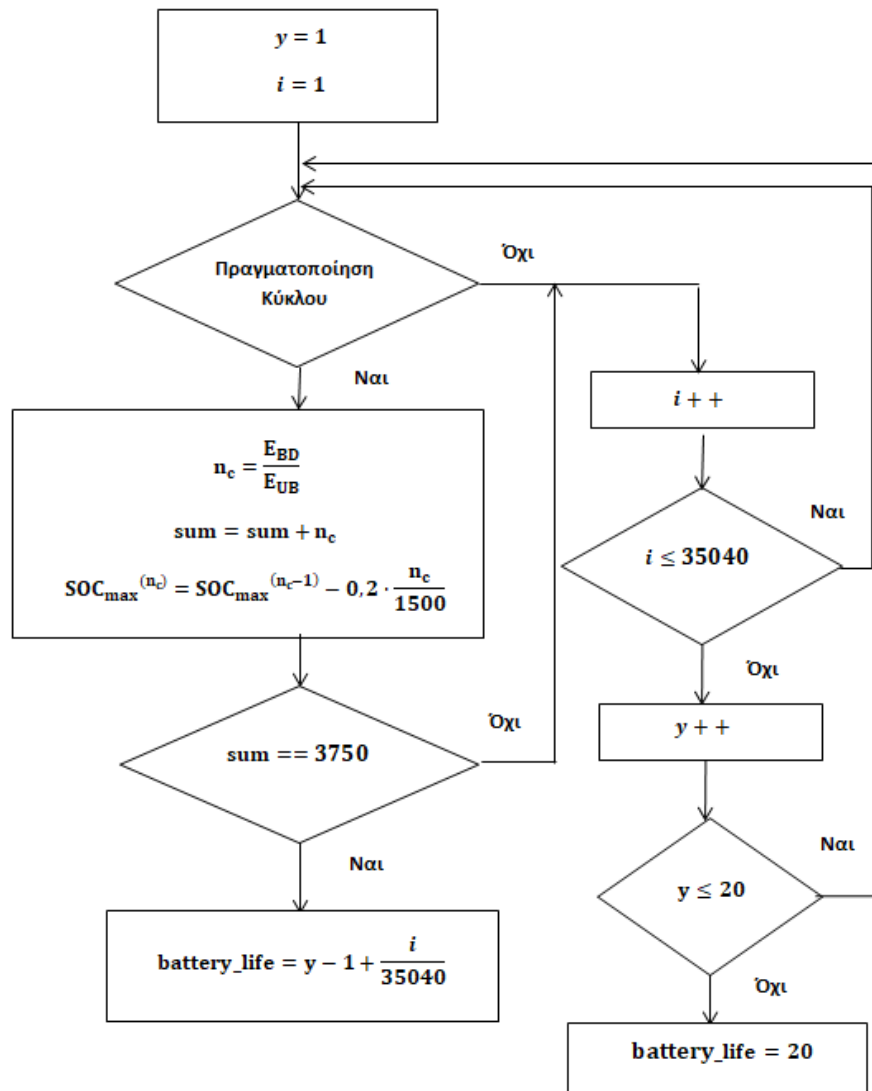 y = 1
i = 1
Πραγματοποίηση
Κύκλου
Όχι
Ναι
i + +
n_c = E_BD / E_UB
sum = sum + n_c
SOC_max^(n_c) = SOC_max^(n_c−1) − 0,2 · n_c / 1500
Ναι
i ≤ 35040
Όχι
y + +
Όχι
sum == 3750
Ναι
Ναι
y ≤ 20
battery_life = y − 1 + i / 35040
Όχι
battery_life = 20